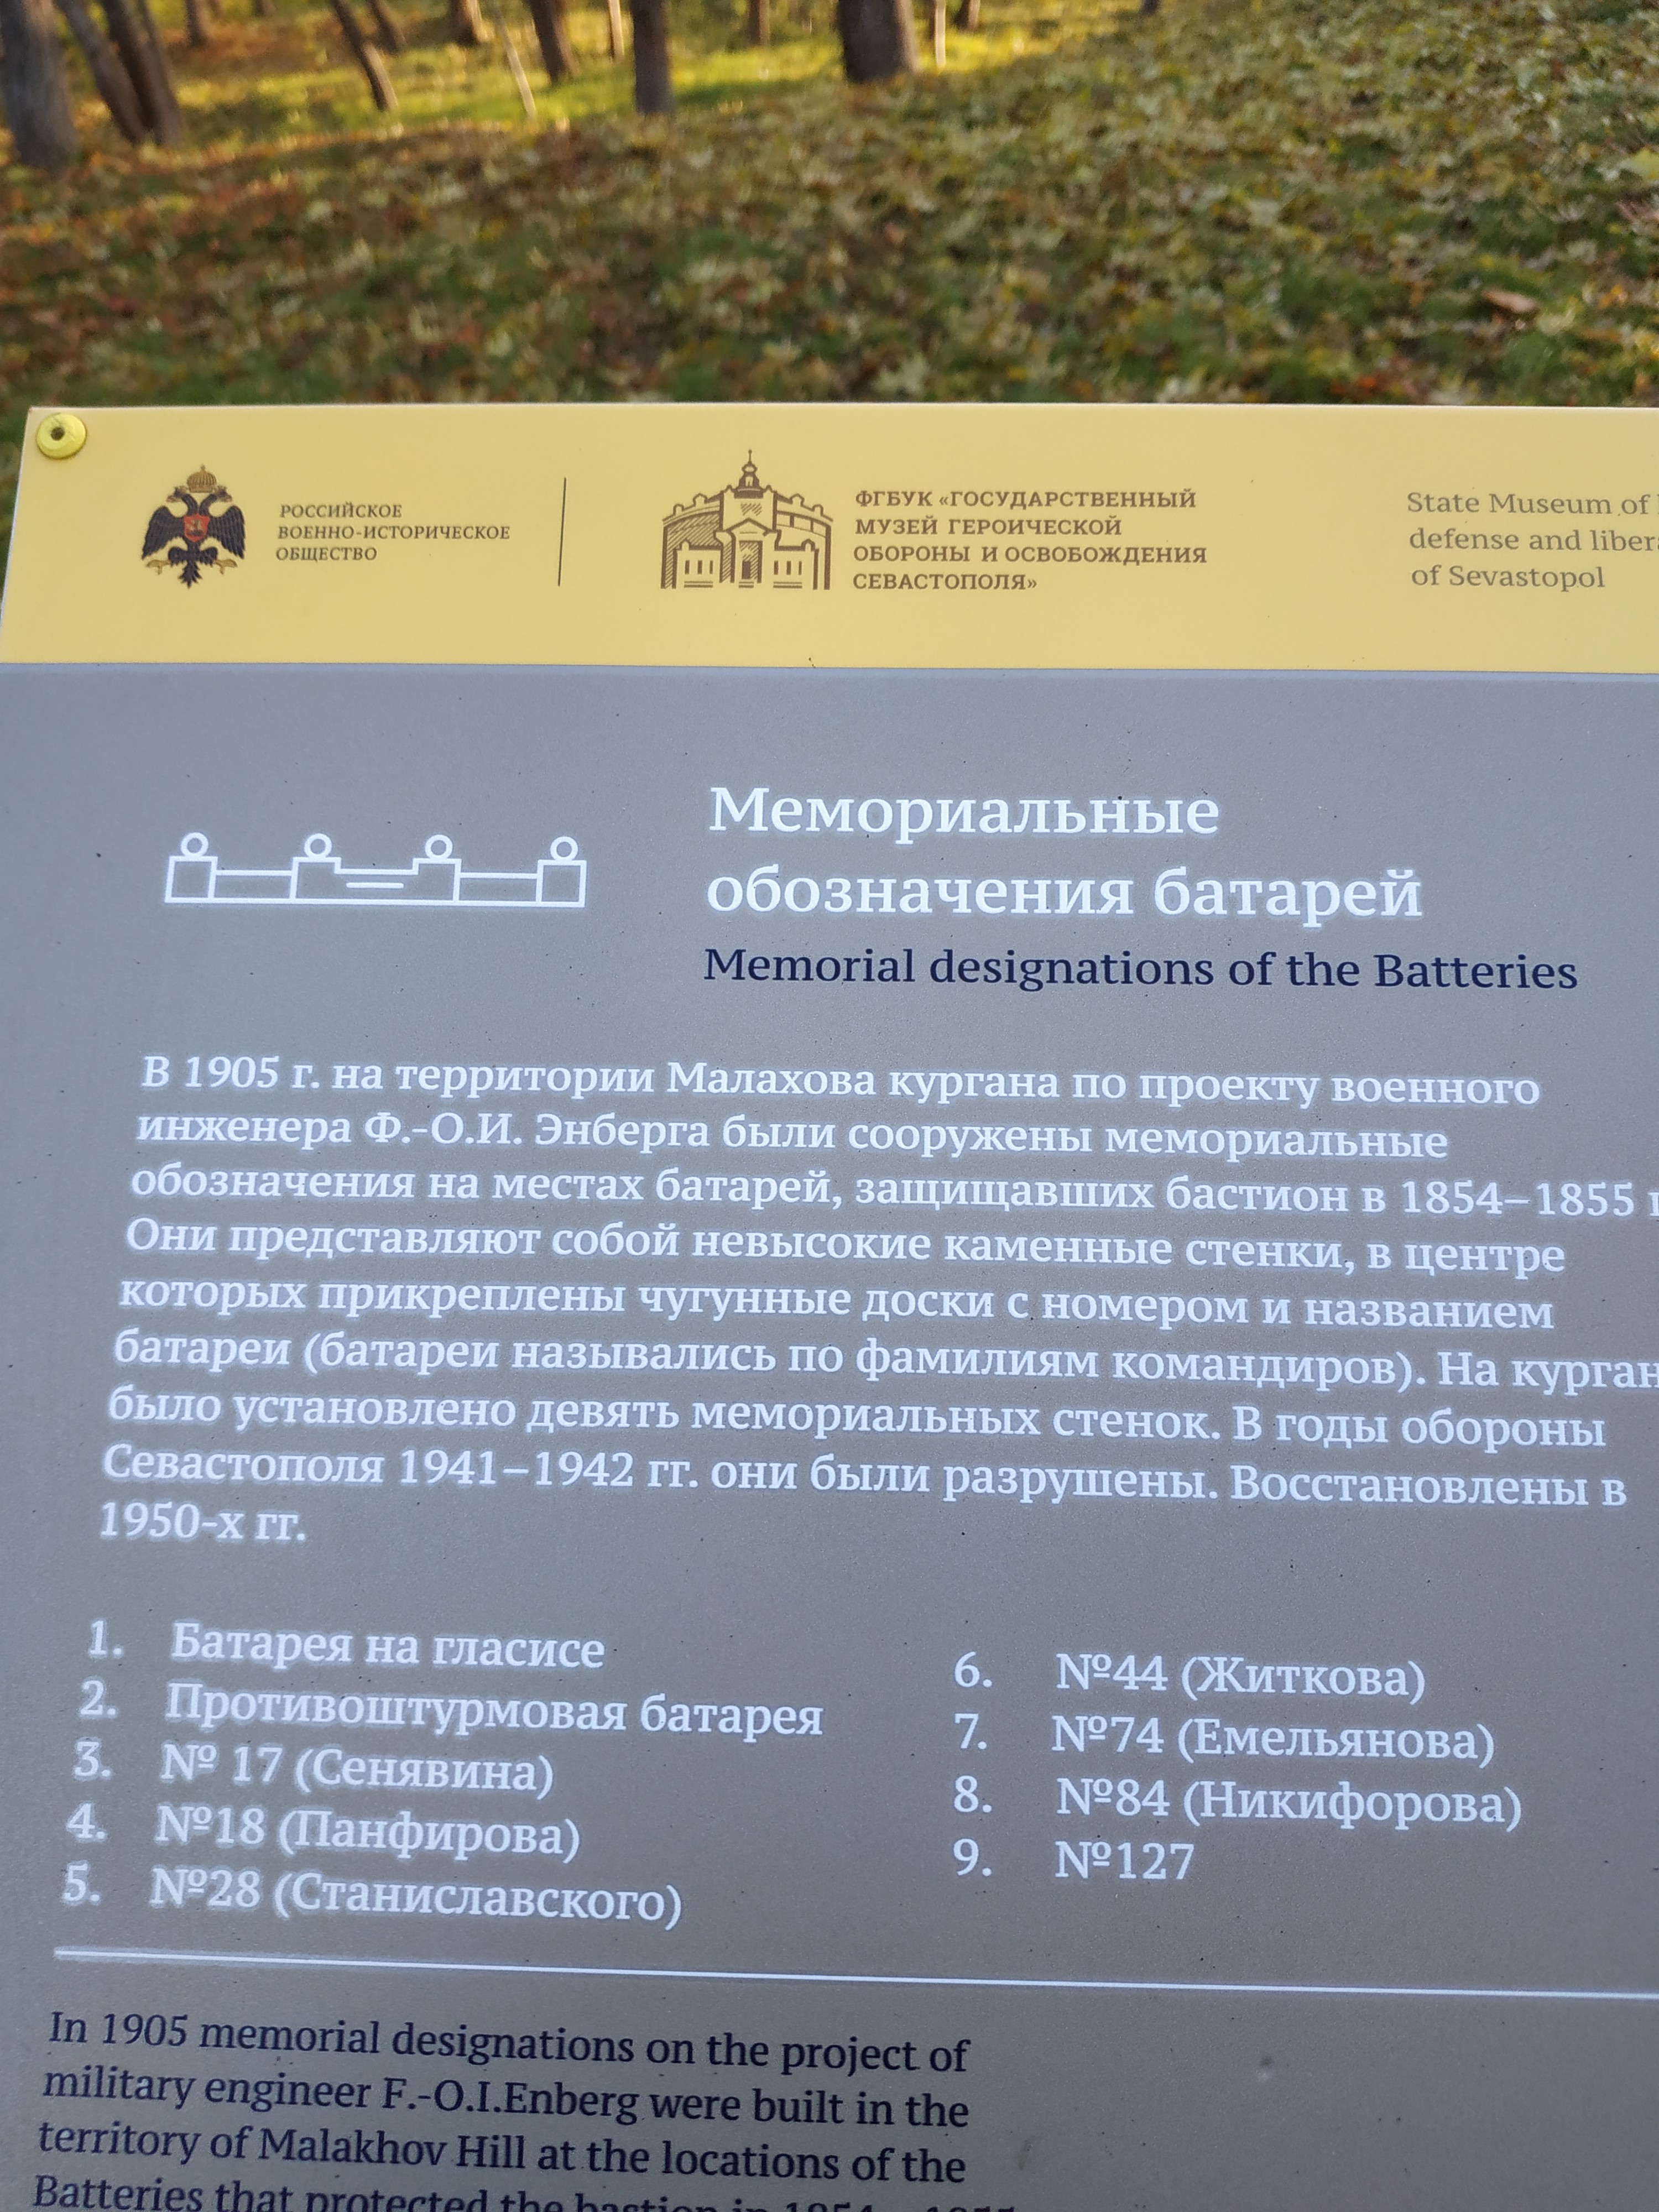 РОССИЙСКОЕ
ВОЕННО-ИСТОРИЧЕСКОЕ
ОБЩЕСТВО
ФГБУК «ГОСУДАРСТВЕННЫЙ
МУЗЕЙ ГЕРОИЧЕСКОЙ
ОБОРОНЫ И ОСВОБОЖДЕНИЯ
СЕВАСТОПОЛЯ»
State Museum of
defense and
of Sevastopol
Мемориальные
обозначения батарей
Memorial designations of the Batteries
В 1905 г. на территории Малахова кургана по проекту военного
инженера Ф.-О.И. Энберга были сооружены мемориальные
обозначения на местах батарей, защищавших бастион в 1854–1855
Они представляют собой невысокие каменные стенки, в центре
которых прикреплены чугунные доски с номером и названием
батареи (батареи назывались по фамилиям командиров). На
было установлено девять мемориальных стенок. В годы обороны
Севастополя 1941–1942 гг. они были разрушены. Восстановлены в
1950-х гг.
1. Батарея на гласисе
2. Противоштурмовая батарея
3. № 17 (Сенявина)
4. №18 (Панфирова)
5. №28 (Станиславского)
6. №44 (Житкова)
7. №74 (Емельянова)
8. №84 (Никифорова)
9. №127
In 1905 memorial designations on the project of
military engineer F.-O.I.Enberg were built in the
territory of Malakhov Hill at the locations of the
Batteries that protected the bastion in